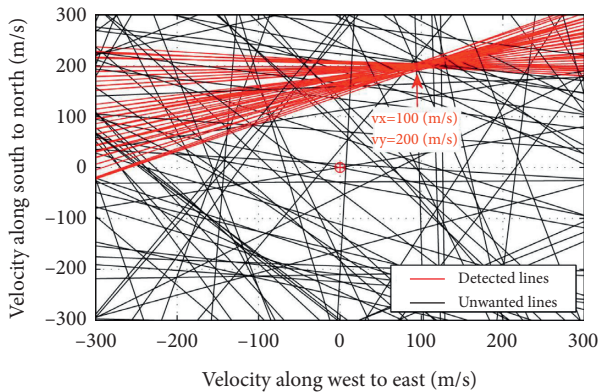 300
200
100
0
−100
−200
−300
Velocity along south to north (m/s)
vx=100 (m/s)
vy=200 (m/s)
Detected lines
Unwanted lines
−300
−200
−100
0
100
200
300
Velocity along west to east (m/s)